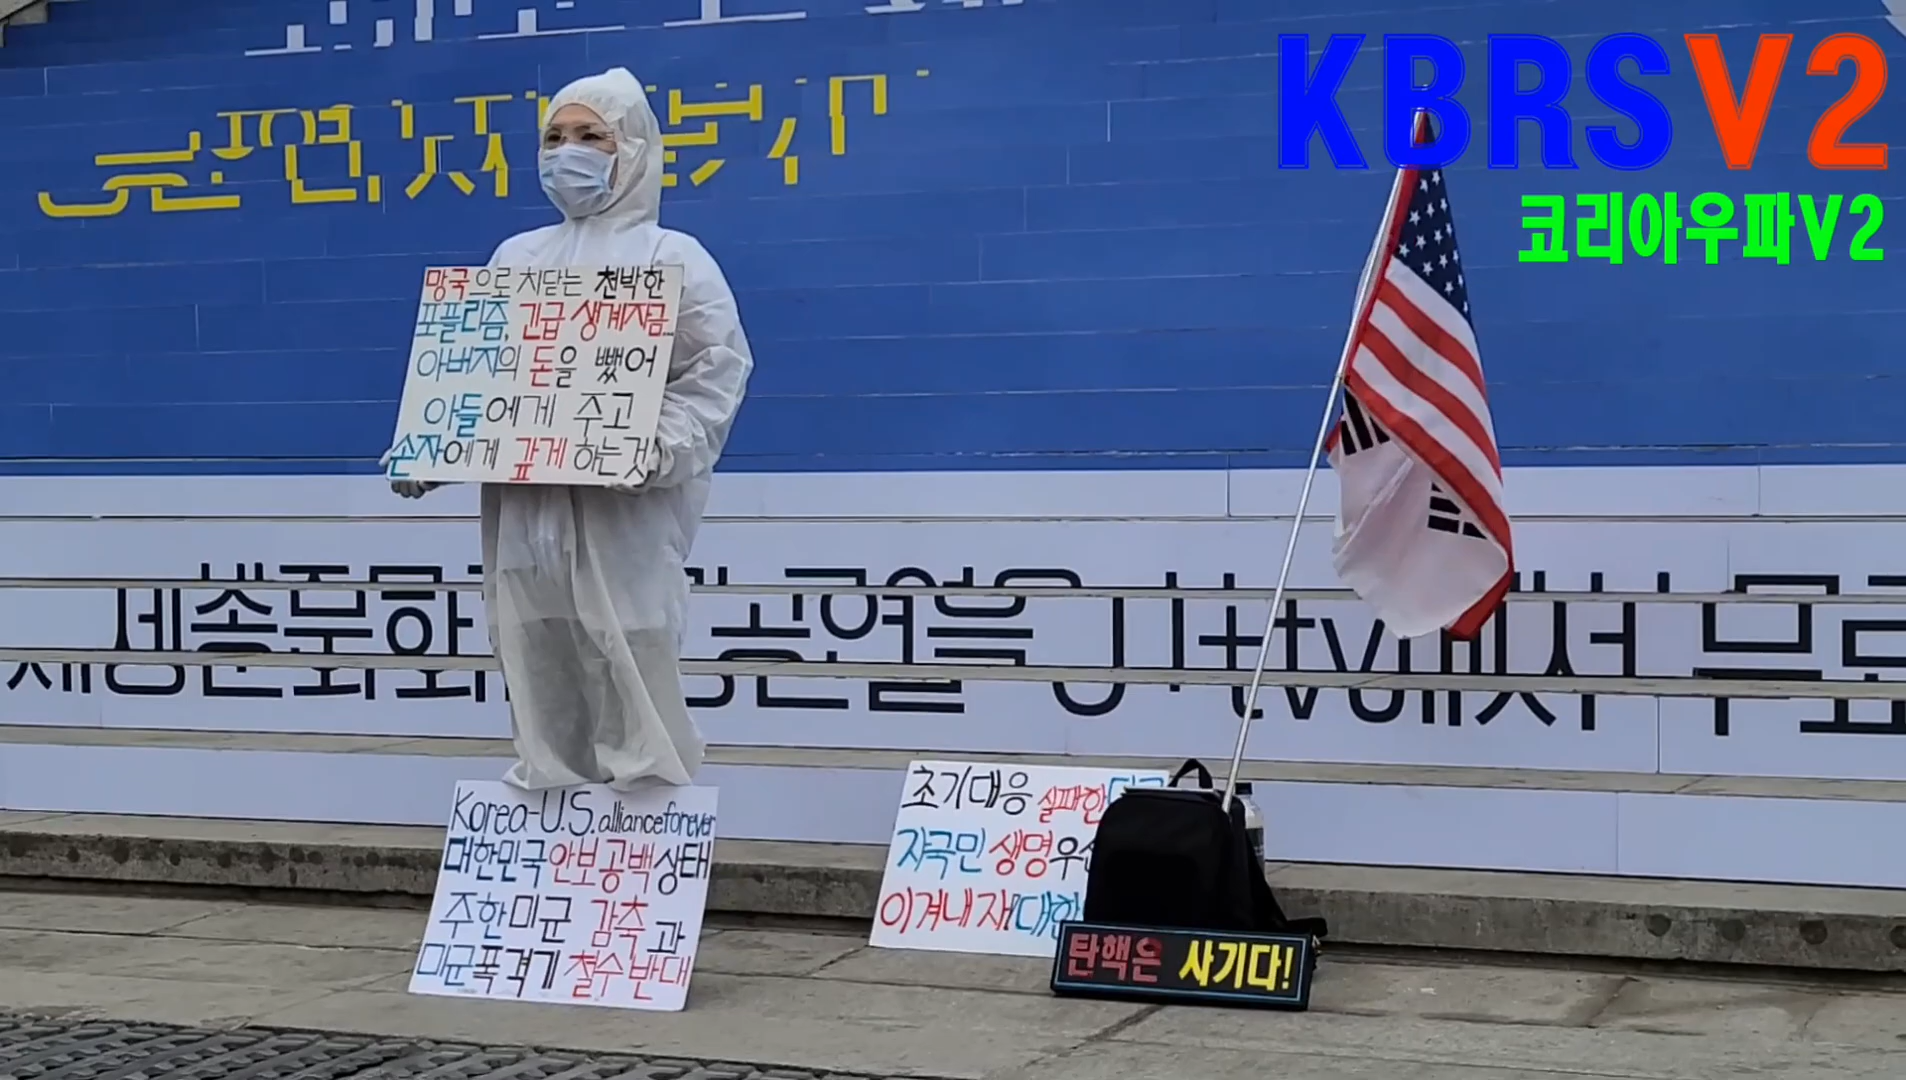 KBRSV2
코리아우파V2
망국으로 치닫는 천박한
포플리즘, 긴급 생계자금...
아버지의 돈을 뺐어
아들에게 주고
손자에게 갚게 하는것
세종문화 공연을 에서 무료
Korea-U.S. alliance forever
대한민국 안보공백상태
주한미군 감축과
미군폭격기 철수 반대
초기대응 실패한
자국민 생명우선
이겨내자! 대한
탄핵은 사기다!